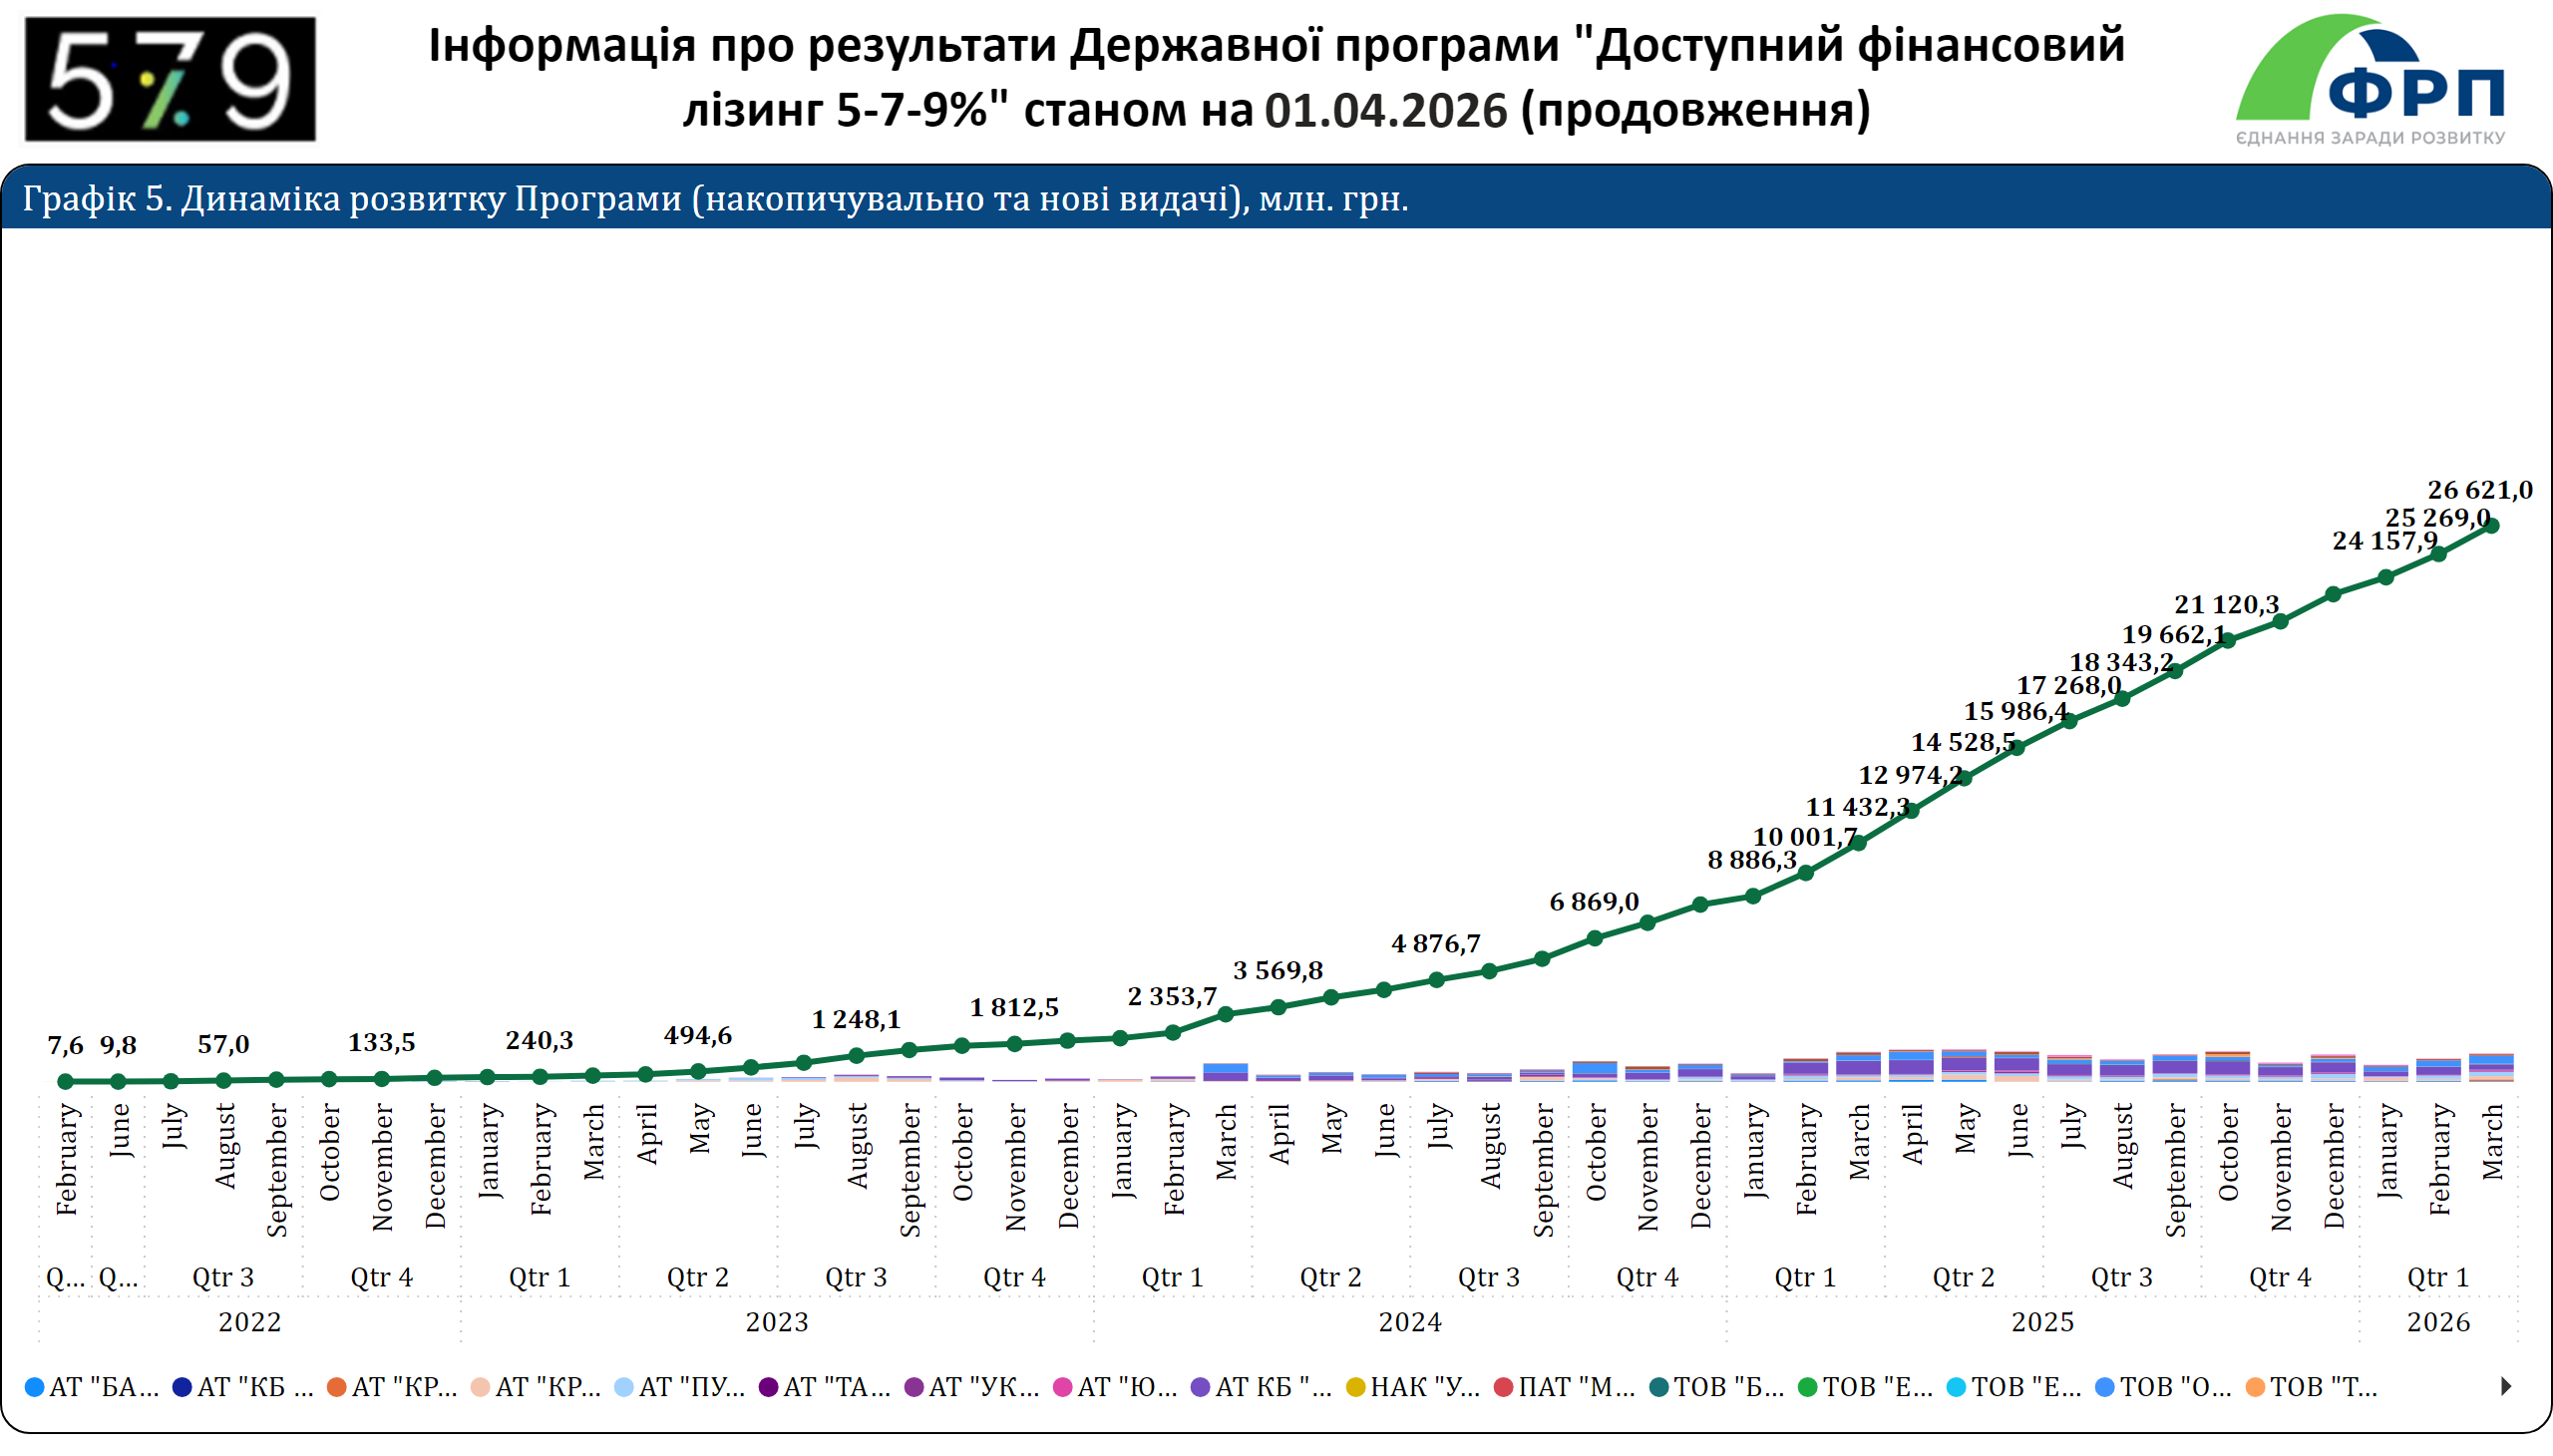 5%9
Інформація про результати Державної програми "Доступний фінансовий
лізинг 5-7-9%" станом на 01.04.2026 (продовження)
ФРП
ЄДНАННЯ ЗАРАДИ РОЗВИТКУ
Графік 5. Динаміка розвитку Програми (накопичувально та нові видачі), млн. грн.
26 621,0
25 269,0
24 157,9
21 120,3
19 662,1
18 343,2
17 268,0
15 986,4
14 528,5
12 974,2
11 432,3
10 001,7
8 886,3
6 869,0
4 876,7
3 569,8
2 353,7
1 812,5
1 248,1
494,6
240,3
133,5
57,0
7,6 9,8
February June July August September October November December January February March April May June July August September October November December January February March April May June July August September October November December January February March April May June July August September October November December January February March
Q... Q... Qtr 3 Qtr 4 Qtr 1 Qtr 2 Qtr 3 Qtr 4 Qtr 1 Qtr 2 Qtr 3 Qtr 4 Qtr 1 Qtr 2 Qtr 3 Qtr 4 Qtr 1
2022 2023 2024 2025 2026
АТ "БА... АТ "КБ ... АТ "КР... АТ "КР... АТ "ПУ... АТ "ТА... АТ "УК... АТ "Ю... АТ КБ "... НАК "У... ПАТ "М... ТОВ "Б... ТОВ "Е... ТОВ "Е... ТОВ "О... ТОВ "Т...